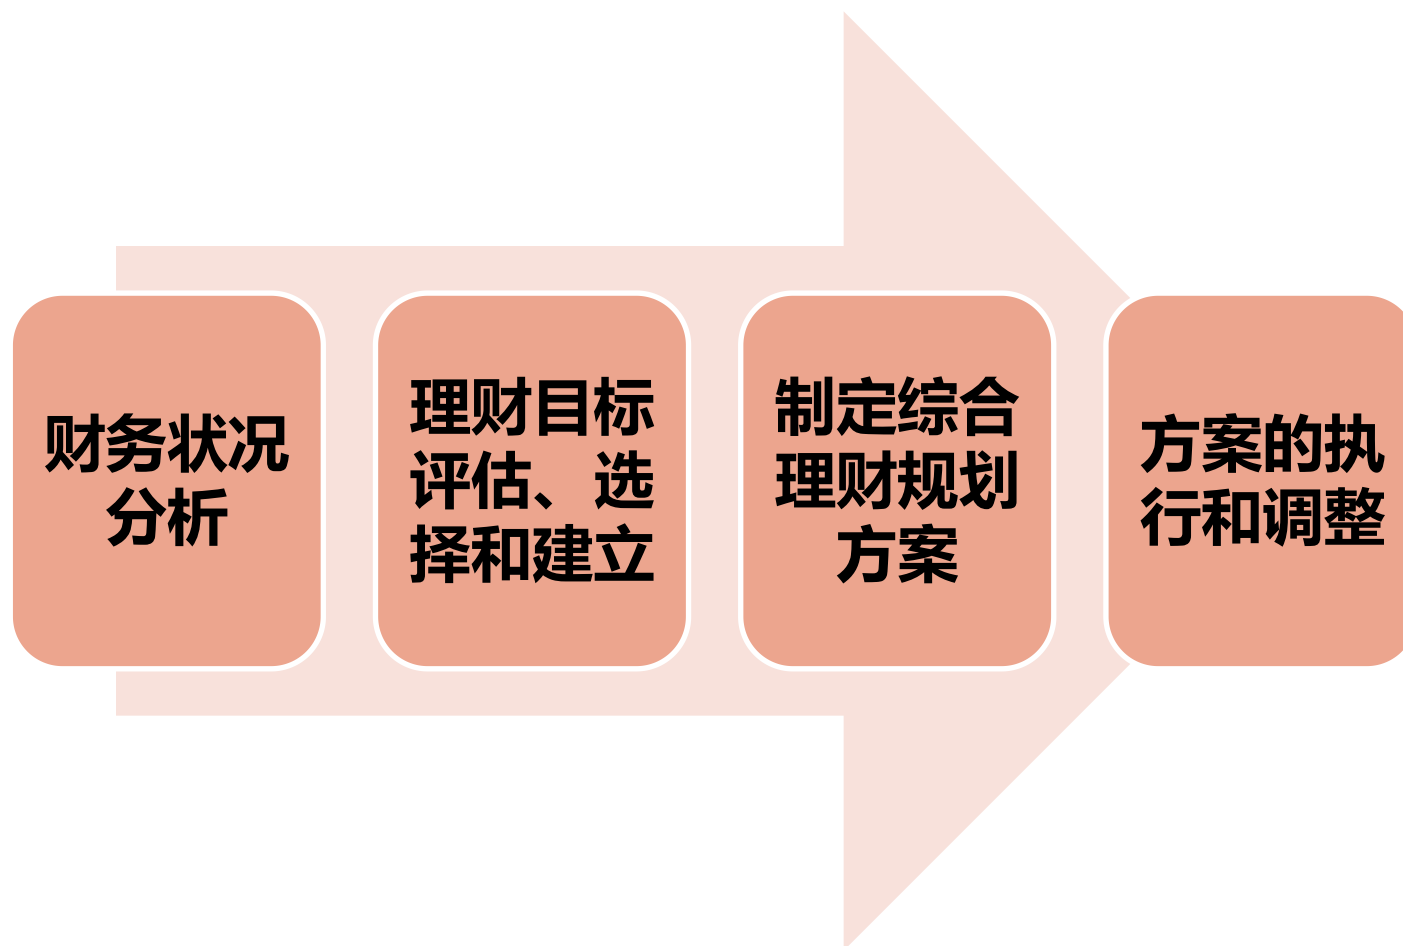 财务状况
分析
理财目标
评估、选
择和建立
制定综合
理财规划
方案
方案的执
行和调整